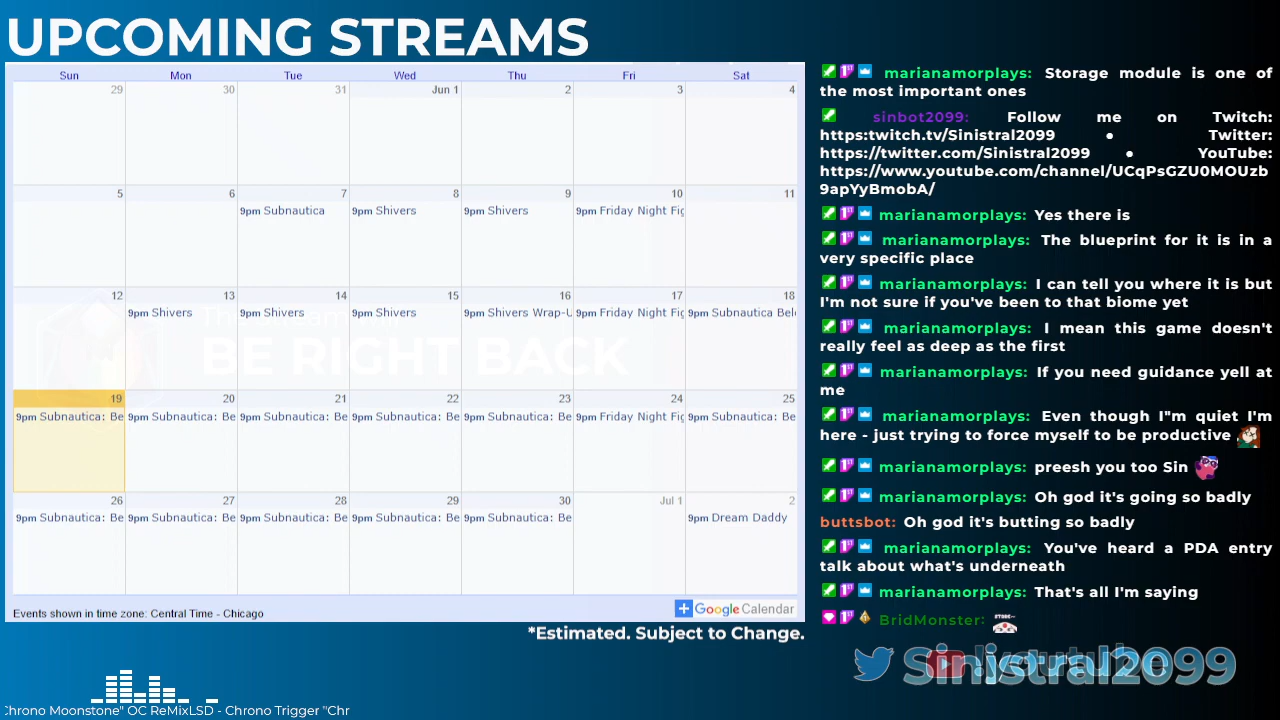 UPCOMING STREAMS
Sun Mon Tue Wed Thu Fri Sat
29 30 31 Jun 1 2 3 4
5 6 7 8 9 10 11
9pm Subnautica 9pm Shivers 9pm Shivers 9pm Friday Night Fig
12 13 14 15 16 17 18
9pm Shivers 9pm Shivers 9pm Shivers 9pm Shivers Wrap-U 9pm Friday Night Fig 9pm Subnautica Bel
BE RIGHT BACK
19 20 21 22 23 24 25
9pm Subnautica: Be 9pm Subnautica: Be 9pm Subnautica: Be 9pm Subnautica: Be 9pm Subnautica: Be 9pm Friday Night Fig 9pm Subnautica: Be
26 27 28 29 30 Jul 1 2
9pm Subnautica: Be 9pm Subnautica: Be 9pm Subnautica: Be 9pm Subnautica: Be 9pm Subnautica: Be 9pm Dream Daddy
Events shown in time zone: Central Time - Chicago
Google Calendar
*Estimated. Subject to Change.
Chrono Moonstone" OC ReMixLSD - Chrono Trigger "Chr
marianamorplays: Storage module is one of
the most important ones
sinbot2099: Follow me on Twitch:
https:twitch.tv/Sinistral2099 ● Twitter:
https://twitter.com/Sinistral2099 ● YouTube:
https://www.youtube.com/channel/UCqPsGZU0MOUzb
9apYyBmobA/
marianamorplays: Yes there is
marianamorplays: The blueprint for it is in a
very specific place
marianamorplays: I can tell you where it is but
I'm not sure if you've been to that biome yet
marianamorplays: I mean this game doesn't
really feel as deep as the first
marianamorplays: If you need guidance yell at
me
marianamorplays: Even though I"m quiet I'm
here - just trying to force myself to be productive
marianamorplays: preesh you too Sin
marianamorplays: Oh god it's going so badly
buttsbot: Oh god it's butting so badly
marianamorplays: You've heard a PDA entry
talk about what's underneath
marianamorplays: That's all I'm saying
BridMonster:
Sinistral2099